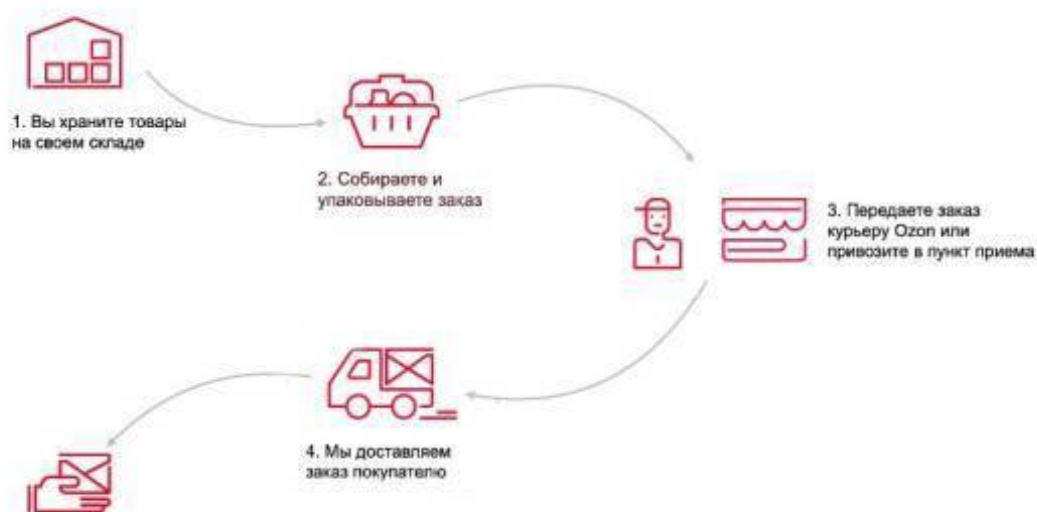 1. Вы храните товары
на своем складе
2. Собираете и
упаковываете заказ
3. Передаете заказ
курьеру Ozon или
привозите в пункт приема
4. Мы доставляем
заказ покупателю